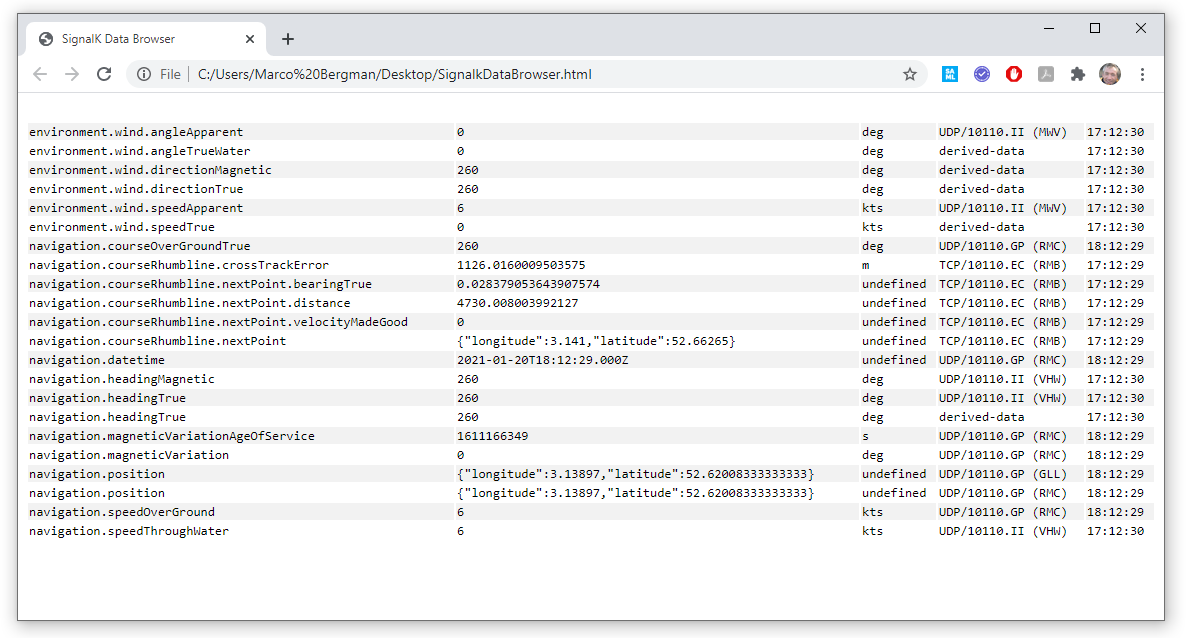 SignalK Data Browser
File C:/Users/Marco%20Bergman/Desktop/SignalkDataBrowser.html
SA ML
environment.wind.angleApparent 0 deg UDP/10110.II (MWV) 17:12:30
environment.wind.angleTrueWater 0 deg derived-data 17:12:30
environment.wind.directionMagnetic 260 deg derived-data 17:12:30
environment.wind.directionTrue 260 deg derived-data 17:12:30
environment.wind.speedApparent 6 kts UDP/10110.II (MWV) 17:12:30
environment.wind.speedTrue 0 kts derived-data 17:12:30
navigation.courseOverGroundTrue 260 deg UDP/10110.GP (RMC) 18:12:29
navigation.courseRhumbline.crossTrackError 1126.0160009503575 m TCP/10110.EC (RMB) 17:12:29
navigation.courseRhumbline.nextPoint.bearingTrue 0.028379053643907574 undefined TCP/10110.EC (RMB) 17:12:29
navigation.courseRhumbline.nextPoint.distance 4730.008003992127 undefined TCP/10110.EC (RMB) 17:12:29
navigation.courseRhumbline.nextPoint.velocityMadeGood 0 undefined TCP/10110.EC (RMB) 17:12:29
navigation.courseRhumbline.nextPoint {"longitude":3.141,"latitude":52.66265} undefined TCP/10110.EC (RMB) 17:12:29
navigation.datetime 2021-01-20T18:12:29.000Z undefined UDP/10110.GP (RMC) 18:12:29
navigation.headingMagnetic 260 deg UDP/10110.II (VHW) 17:12:30
navigation.headingTrue 260 deg UDP/10110.II (VHW) 17:12:30
navigation.headingTrue 260 deg derived-data 17:12:30
navigation.magneticVariationAgeOfService 1611166349 s UDP/10110.GP (RMC) 18:12:29
navigation.magneticVariation 0 deg UDP/10110.GP (RMC) 18:12:29
navigation.position {"longitude":3.13897,"latitude":52.62008333333333} undefined UDP/10110.GP (GLL) 18:12:29
navigation.position {"longitude":3.13897,"latitude":52.62008333333333} undefined UDP/10110.GP (RMC) 18:12:29
navigation.speedOverGround 6 kts UDP/10110.GP (RMC) 18:12:29
navigation.speedThroughWater 6 kts UDP/10110.II (VHW) 17:12:30